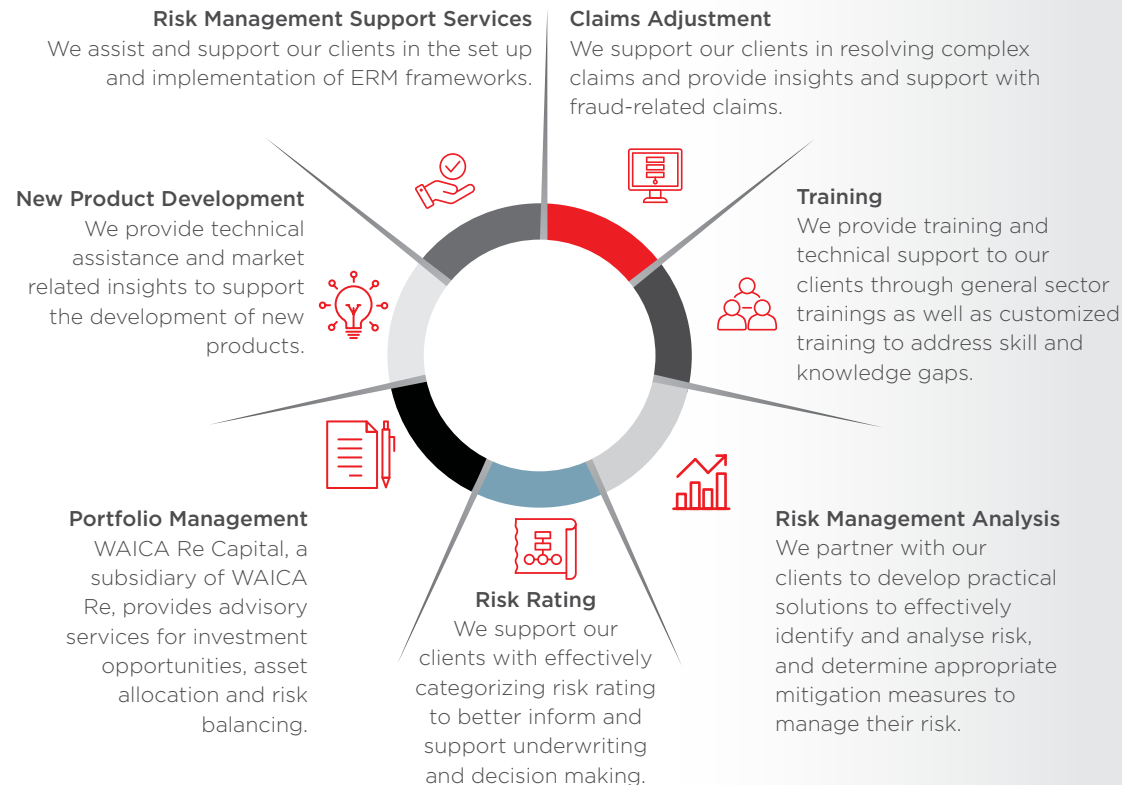 Risk Management Support Services
We assist and support our clients in the set up
and implementation of ERM frameworks.
Claims Adjustment
We support our clients in resolving complex
claims and provide insights and support with
fraud-related claims.
New Product Development
We provide technical
assistance and market
related insights to support
the development of new
products.
Training
We provide training and
technical support to our
clients through general sector
trainings as well as customized
training to address skill and
knowledge gaps.
Portfolio Management
WAICA Re Capital, a
subsidiary of WAICA
Re, provides advisory
services for investment
opportunities, asset
allocation and risk
balancing.
Risk Rating
We support our
clients with effectively
categorizing risk rating
to better inform and
support underwriting
and decision making.
Risk Management Analysis
We partner with our
clients to develop practical
solutions to effectively
identify and analyse risk,
and determine appropriate
mitigation measures to
manage their risk.